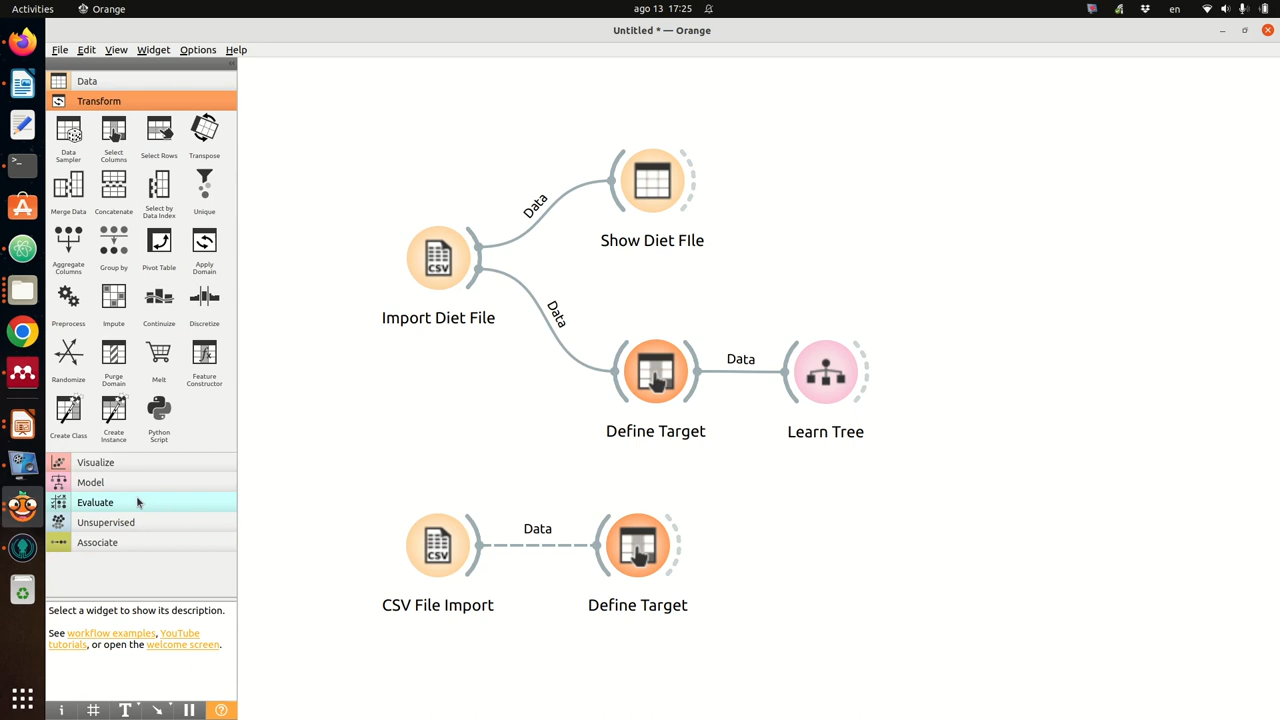 Activities
Orange
ago 13 17:25
en
Untitled * — Orange
File Edit View Widget Options Help
Data
Transform
Data Sampler
Select Columns
Select Rows
Transpose
Merge Data
Concatenate
Select by Data Index
Unique
Aggregate Columns
Group by
Pivot Table
Apply Domain
Preprocess
Impute
Continuize
Discretize
Randomize
Purge Domain
Melt
Feature Constructor
Create Class
Create Instance
Python Script
Visualize
Model
Evaluate
Unsupervised
Associate
Select a widget to show its description.
See workflow examples, YouTube
tutorials, or open the welcome screen.
Data
CSV
Import Diet File
Show Diet FIle
Data
Define Target
Data
Learn Tree
CSV
CSV File Import
Data
Define Target